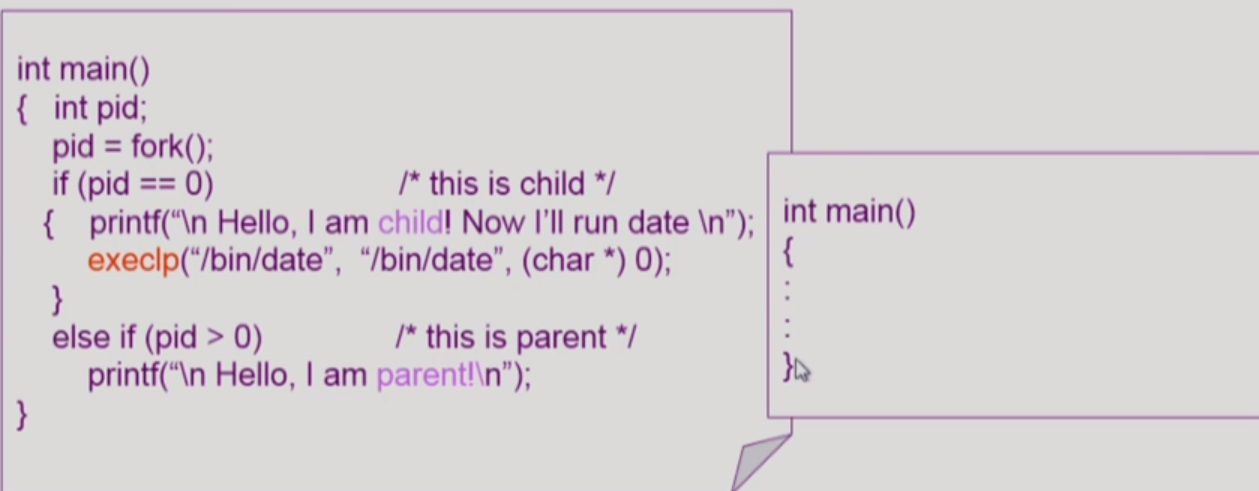 int main()
{ int pid;
pid = fork();
if (pid == 0) /* this is child */
{ printf(“\n Hello, I am child! Now I’ll run date \n”);
execlp(“/bin/date”, “/bin/date”, (char *) 0);
}
else if (pid > 0) /* this is parent */
printf(“\n Hello, I am parent!\n”);
}
int main()
{
:
:
}